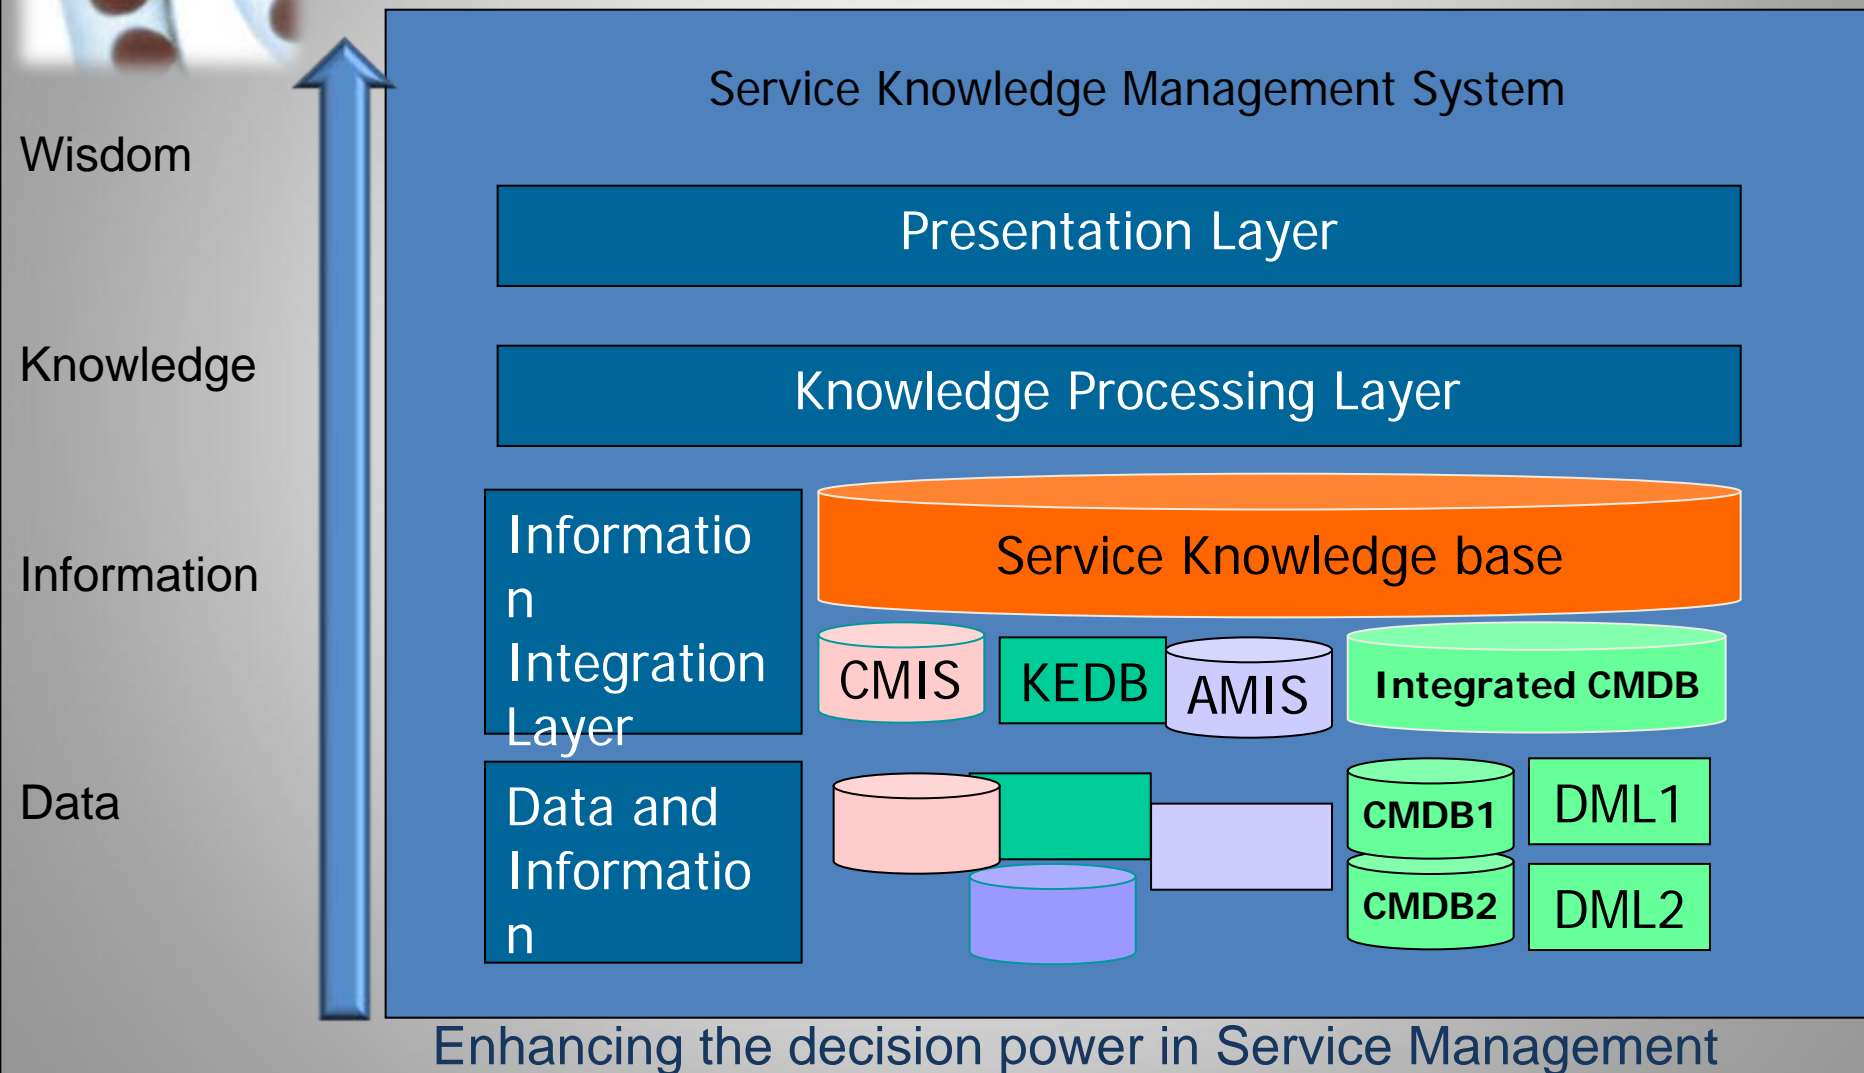 Service Knowledge Management System
Wisdom
Presentation Layer
Knowledge
Knowledge Processing Layer
Information
Informatio
n
Integration
Layer
Service Knowledge base
CMIS
KEDB
AMIS
Integrated CMDB
Data
Data and
Informatio
n
CMDB1
DML1
CMDB2
DML2
Enhancing the decision power in Service Management